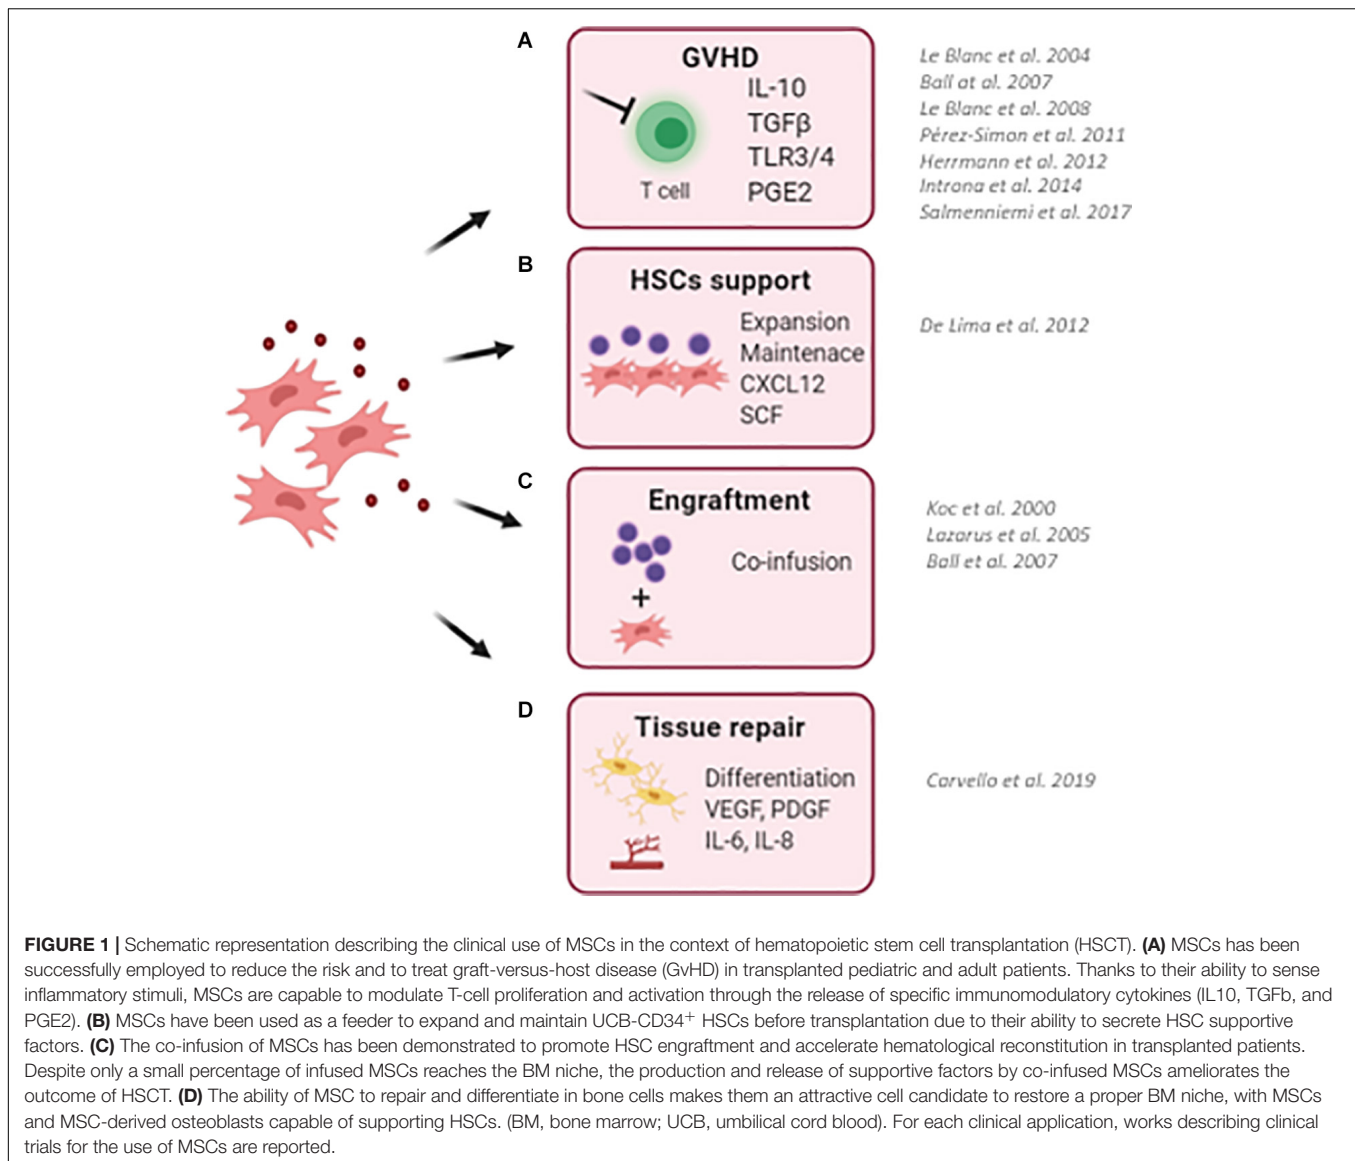 A
GVHD
IL-10
TGFβ
TLR3/4
PGE2
T cell
Le Blanc et al. 2004
Ball at al. 2007
Le Blanc et al. 2008
Pérez-Simon et al. 2011
Herrmann et al. 2012
Introna et al. 2014
Salmenniemi et al. 2017
B
HSCs support
Expansion
Maintenace
CXCL12
SCF
De Lima et al. 2012
C
Engraftment
Co-infusion
+
Koc et al. 2000
Lazarus et al. 2005
Ball et al. 2007
D
Tissue repair
Differentiation
VEGF, PDGF
IL-6, IL-8
Corvello et al. 2019
FIGURE 1 | Schematic representation describing the clinical use of MSCs in the context of hematopoietic stem cell transplantation (HSCT). (A) MSCs has been
successfully employed to reduce the risk and to treat graft-versus-host disease (GvHD) in transplanted pediatric and adult patients. Thanks to their ability to sense
inflammatory stimuli, MSCs are capable to modulate T-cell proliferation and activation through the release of specific immunomodulatory cytokines (IL10, TGFb, and
PGE2). (B) MSCs have been used as a feeder to expand and maintain UCB-CD34⁺ HSCs before transplantation due to their ability to secrete HSC supportive
factors. (C) The co-infusion of MSCs has been demonstrated to promote HSC engraftment and accelerate hematological reconstitution in transplanted patients.
Despite only a small percentage of infused MSCs reaches the BM niche, the production and release of supportive factors by co-infused MSCs ameliorates the
outcome of HSCT. (D) The ability of MSC to repair and differentiate in bone cells makes them an attractive cell candidate to restore a proper BM niche, with MSCs
and MSC-derived osteoblasts capable of supporting HSCs. (BM, bone marrow; UCB, umbilical cord blood). For each clinical application, works describing clinical
trials for the use of MSCs are reported.